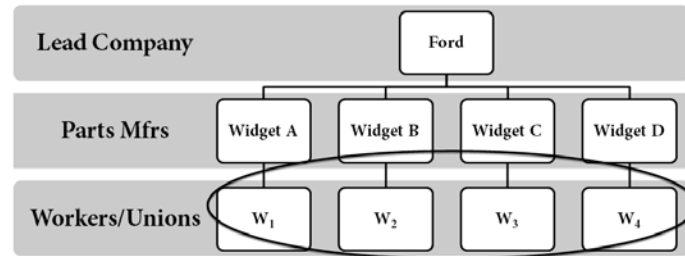 Lead Company
Ford
Parts Mfrs
Widget A
Widget B
Widget C
Widget D
Workers/Unions
W₁
W₂
W₃
W₄